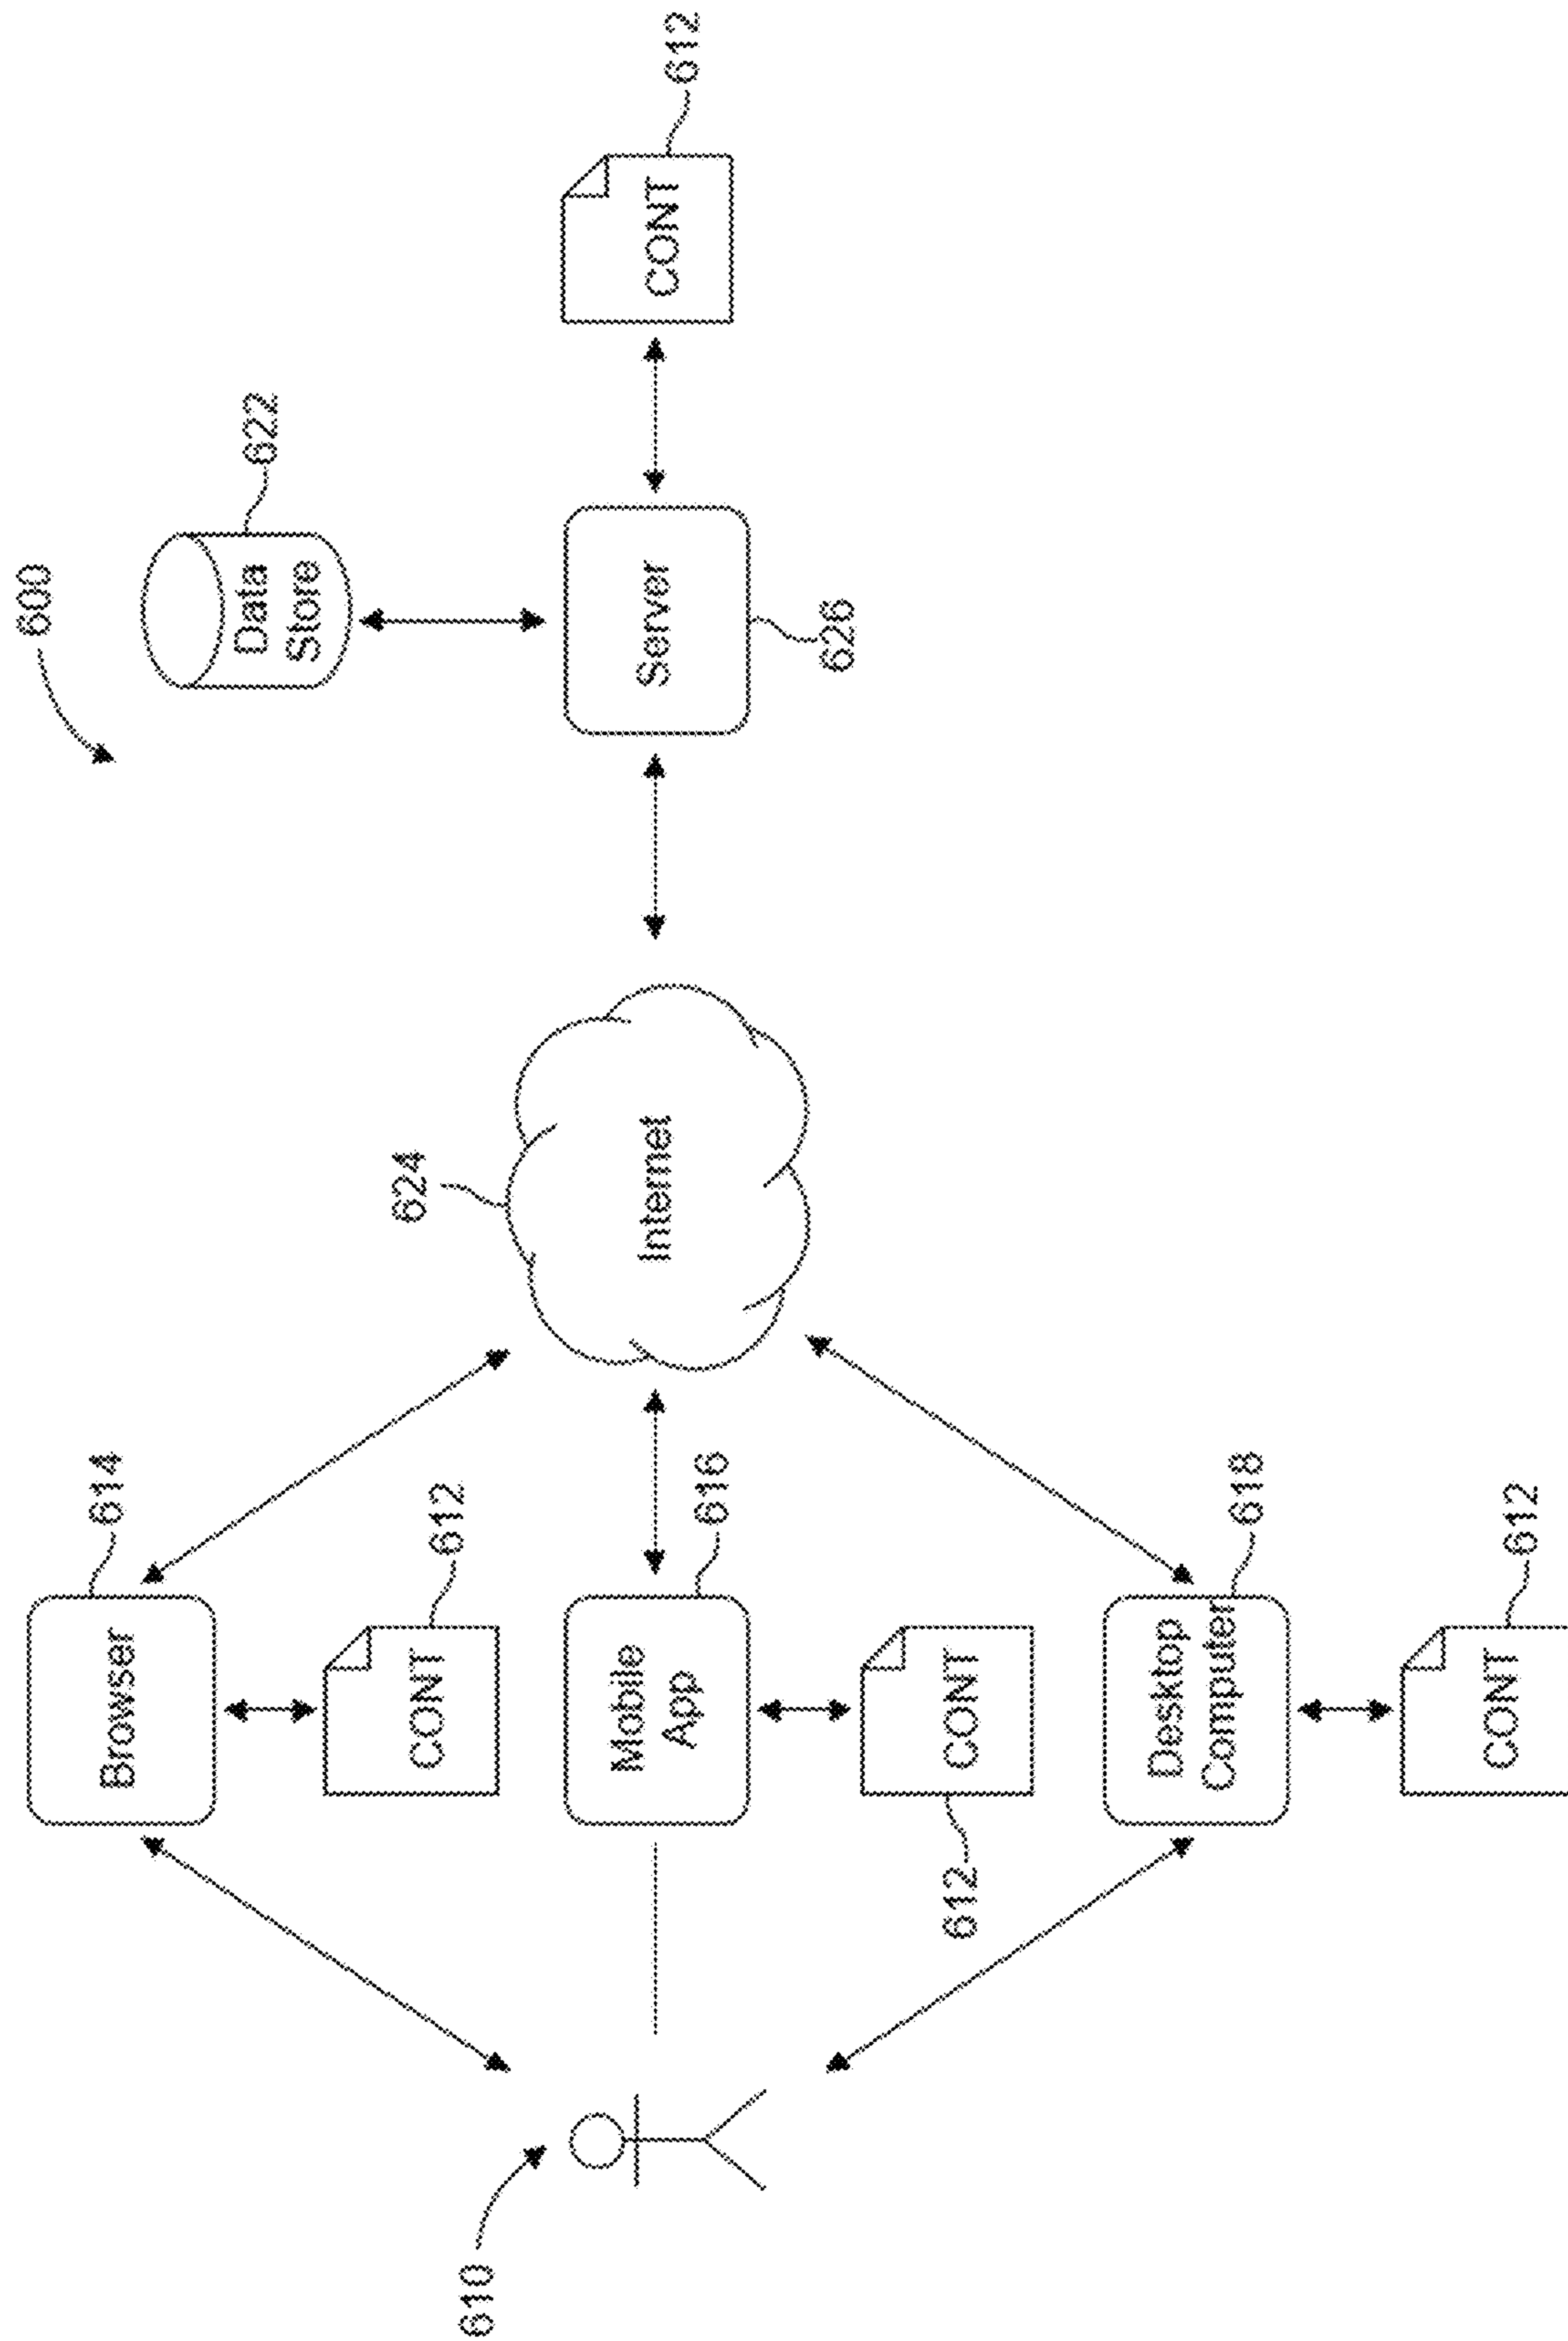 600
Browser
614
Data
Store
622
624
CONT
612
610
Mobile
App
616
Internet
Server
626
CONT
612
CONT
612
Desktop
Computer
618
CONT
612